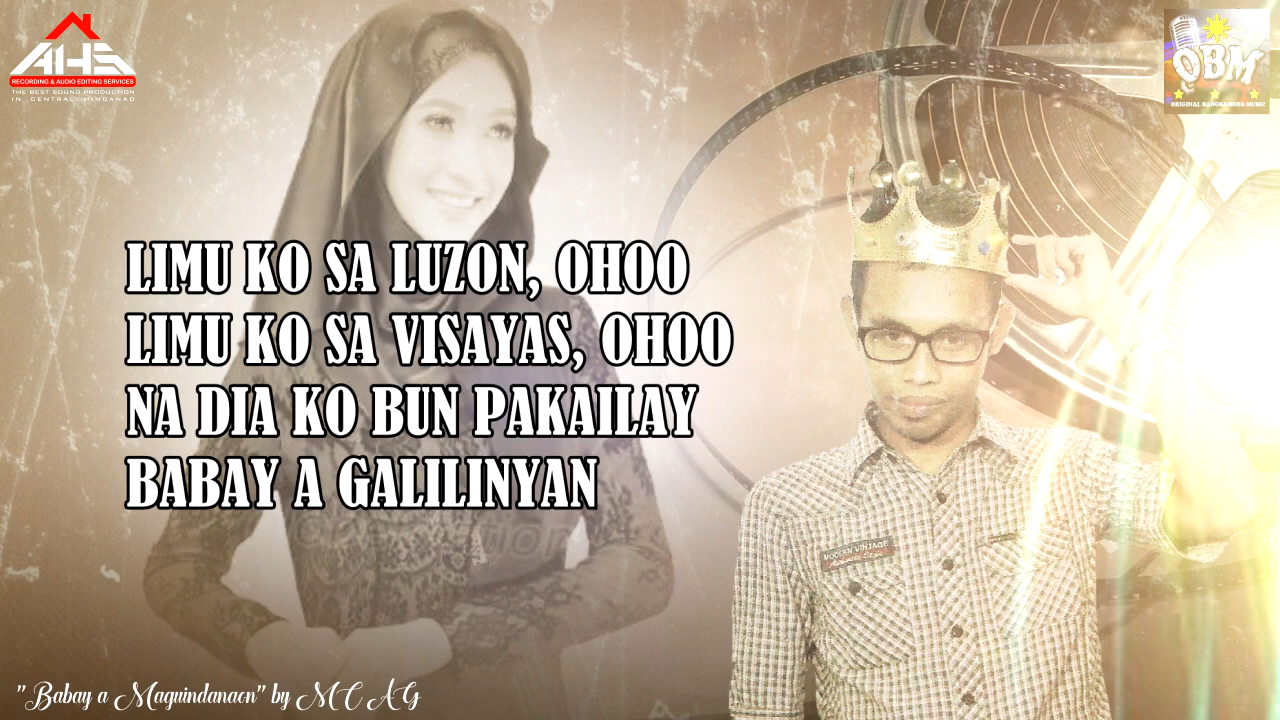 AHS
RECORDING & AUDIO EDITING SERVICES
THE BEST SOUND PRODUCTION
IN CENTRAL MINDANAO
OBM
ORIGINAL BANGSAMORO MUSIC
LIMU KO SA LUZON, OHOO
LIMU KO SA VISAYAS, OHOO
NA DIA KO BUN PAKAILAY
BABAY A GALILINYAN
MODERN VINTAGE
"Babay a Maguindanaon" by M C A G